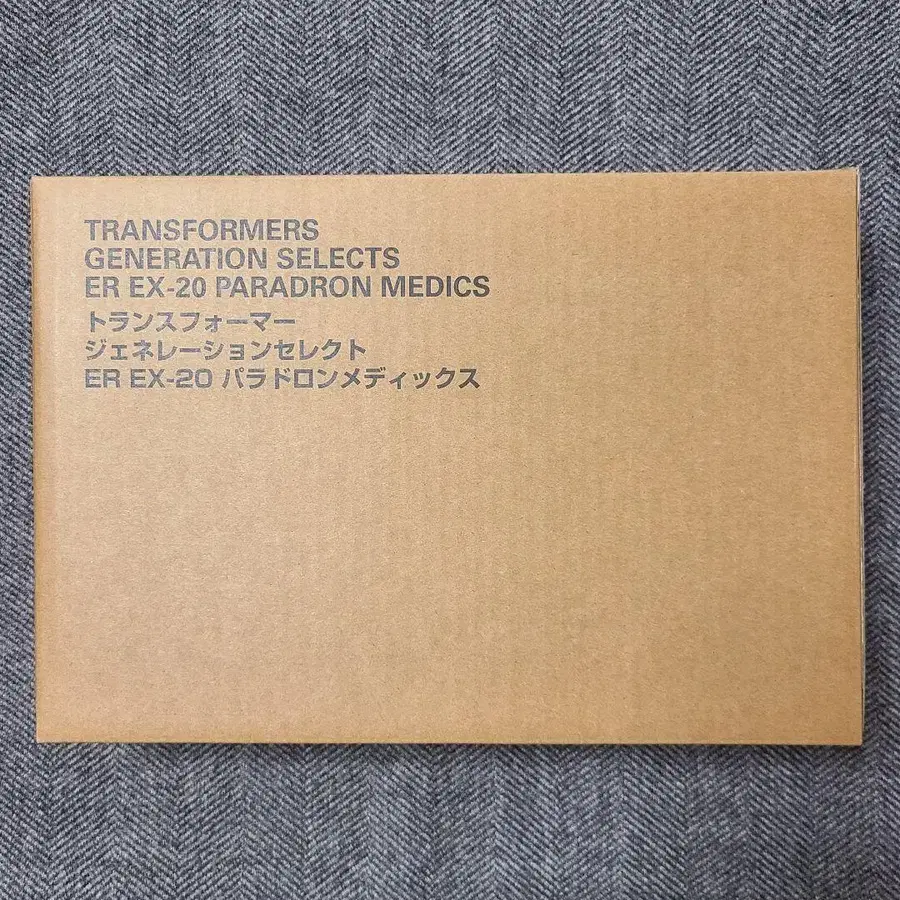 TRANSFORMERS
GENERATION SELECTS
ER EX-20 PARADRON MEDICS
トランスフォーマー
ジェネレーションセレクト
ER EX-20 パラドロンメディックス